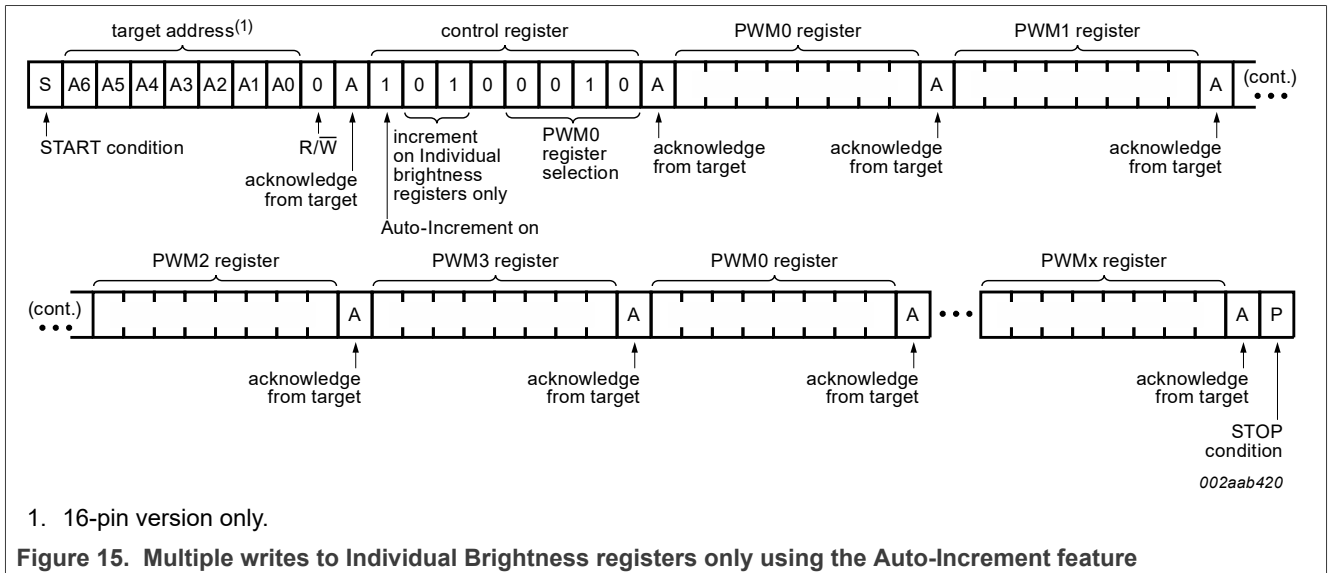 target address(1) control register PWM0 register PWM1 register
S A6 A5 A4 A3 A2 A1 A0 0 A 1 0 1 0 0 0 1 0 A A A (cont.)
START condition R/W̅ increment on Individual brightness registers only PWM0 register selection acknowledge from target acknowledge from target acknowledge from target
acknowledge from target
Auto-Increment on
PWM2 register PWM3 register PWM0 register PWMx register
(cont.) A A A A P
acknowledge acknowledge acknowledge acknowledge
from target from target from target from target
STOP
condition
002aab420
1. 16-pin version only.
Figure 15. Multiple writes to Individual Brightness registers only using the Auto-Increment feature